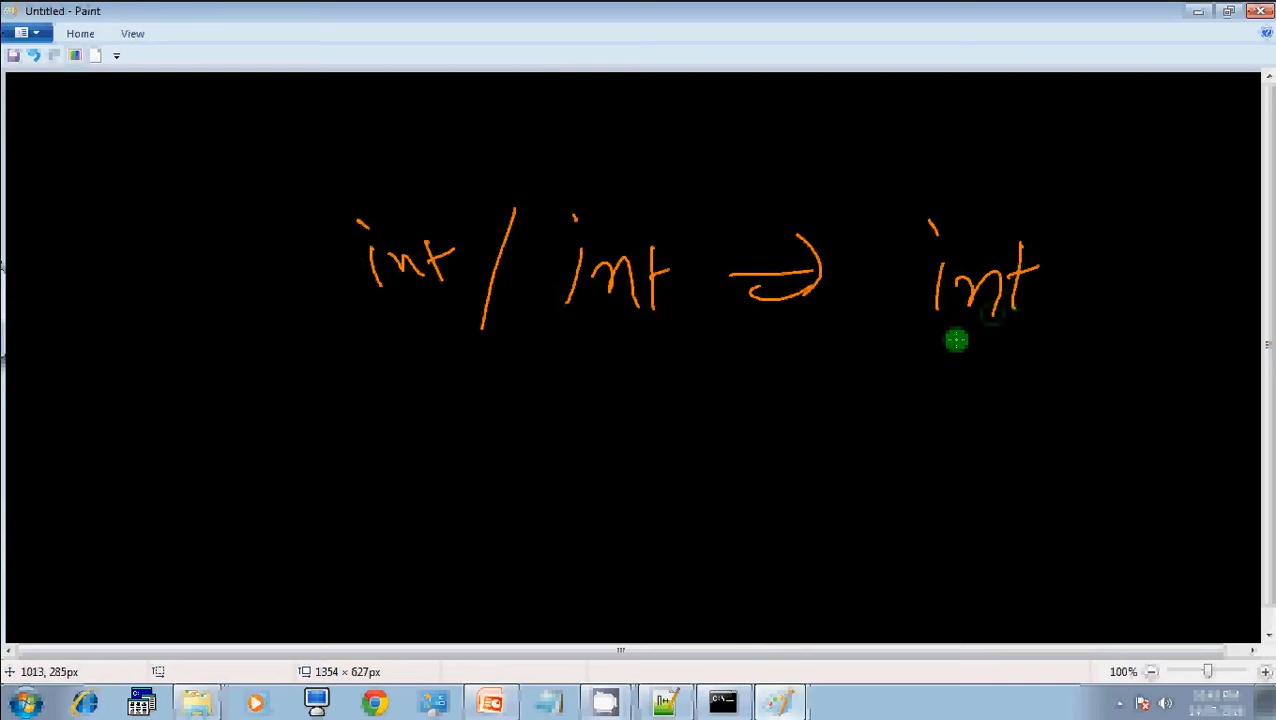 Untitled - Paint
Home View
int / int → int
1013, 285px 1354 × 627px 100%